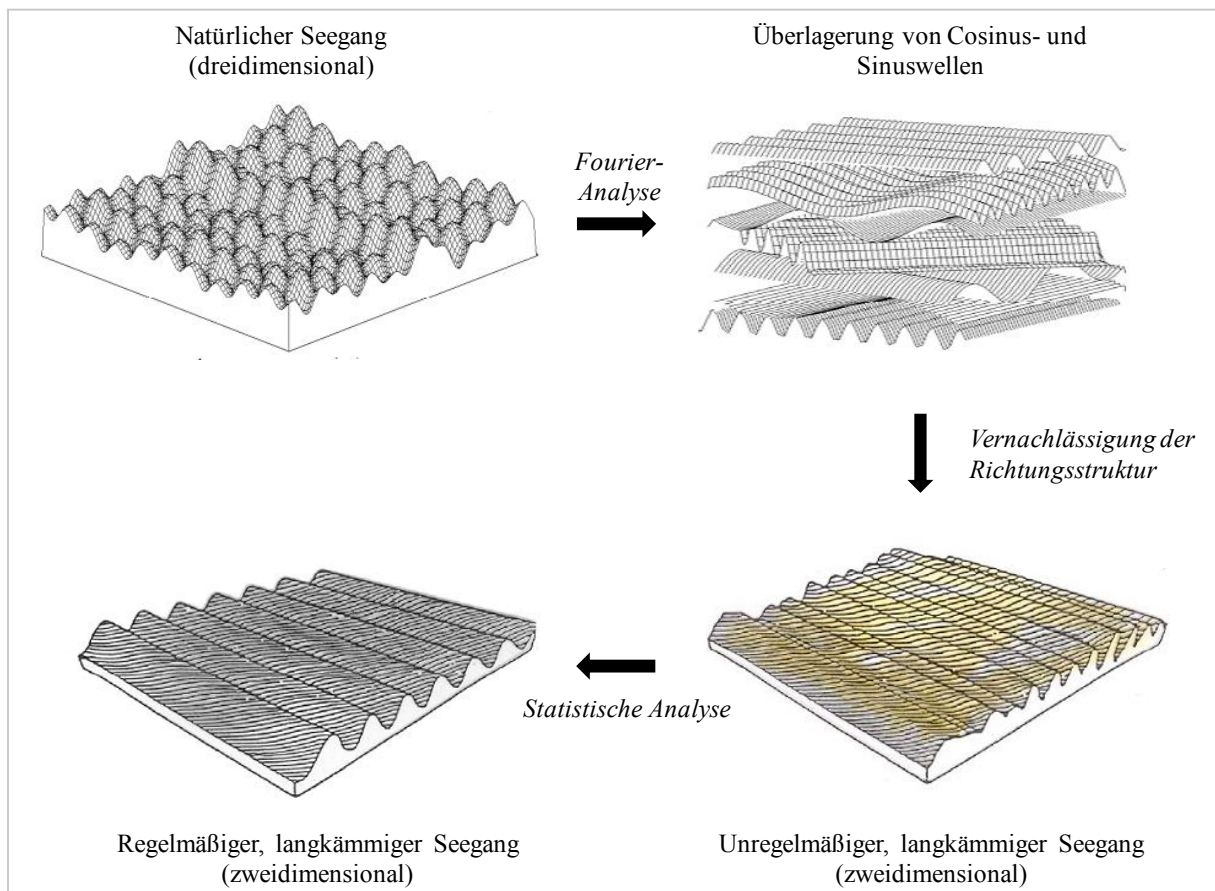 Natürlicher Seegang
(dreidimensional)
Überlagerung von Cosinus- und
Sinuswellen
Fourier-
Analyse
Vernachlässigung der
Richtungsstruktur
Statistische Analyse
Regelmäßiger, langkämmiger Seegang
(zweidimensional)
Unregelmäßiger, langkämmiger Seegang
(zweidimensional)